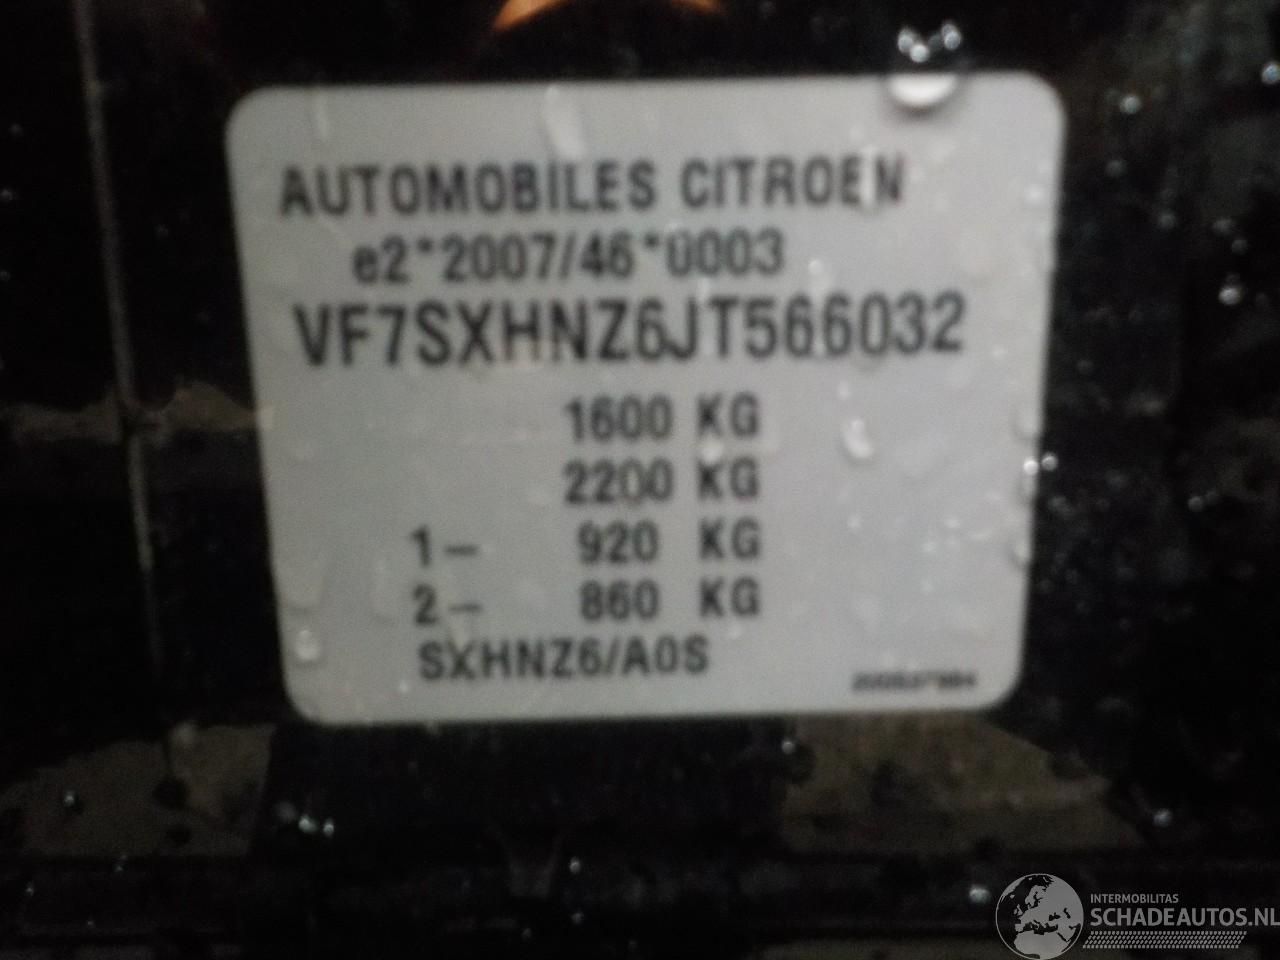 AUTOMOBILES CITROEN
e2*2007/46*0003
VF7SXHNZ6JT566032
1600 KG
2200 KG
1- 920 KG
2- 860 KG
SXHNZ6/A0S
INTERMOBILITAS
SCHADEAUTOS.NL